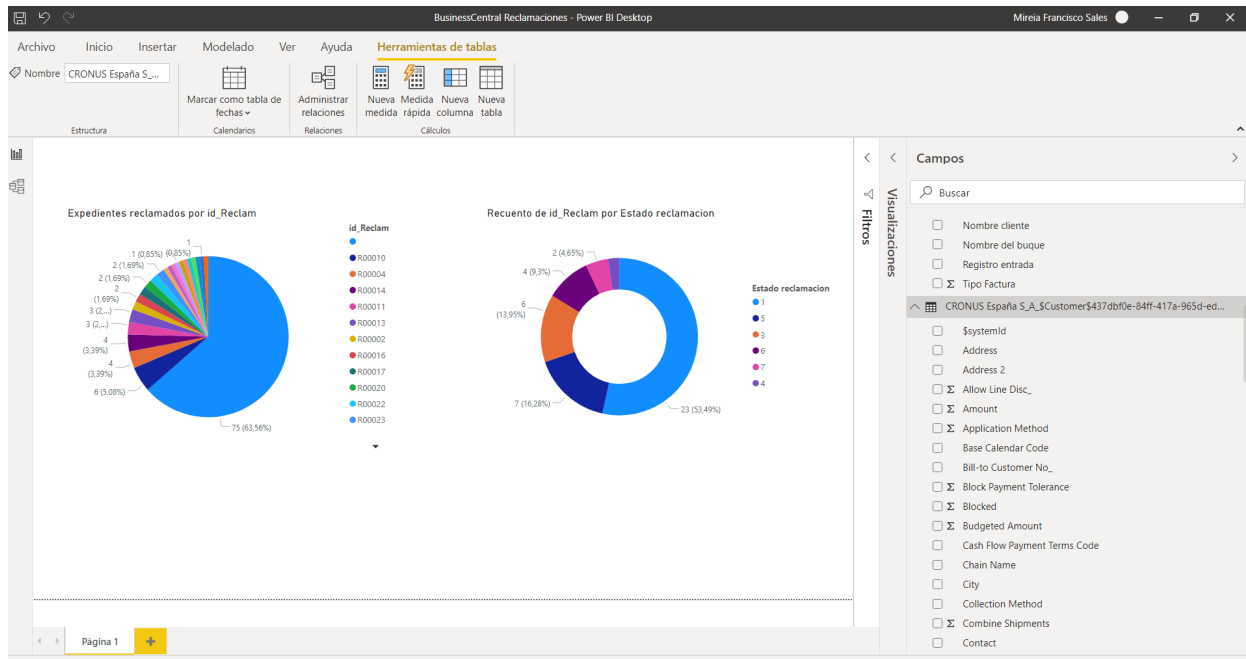 BusinessCentral Reclamaciones - Power BI Desktop
Mireia Francisco Sales
Archivo Inicio Insertar Modelado Ver Ayuda Herramientas de tablas
Nombre CRONUS España S_...
Marcar como tabla de fechas
Administrar relaciones
Nueva medida
Medida rápida
Nueva columna
Nueva tabla
Estructura Calendarios Relaciones Cálculos
Expedientes reclamados por id_Reclam
1
1 (0,85%)
(0,85%)
2 (1,69%)
2 (1,69%)
2
(1,69%)
3 (2,...)
3 (2,...)
4
(3,39%)
4
(3,39%)
6 (5,08%)
75 (63,56%)
id_Reclam
R00010
R00004
R00014
R00011
R00013
R00002
R00016
R00017
R00020
R00022
R00023
Recuento de id_Reclam por Estado reclamacion
2 (4,65%)
4 (9,3%)
6
(13,95%)
7 (16,28%)
23 (53,49%)
Estado reclamacion
1
5
3
6
7
4
Filtros
Visualizaciones
Campos
Buscar
Nombre cliente
Nombre del buque
Registro entrada
Σ Tipo Factura
CRONUS España S_A_$Customer$437dbf0e-84ff-417a-965d-ed...
$systemId
Address
Address 2
Σ Allow Line Disc_
Σ Amount
Σ Application Method
Base Calendar Code
Bill-to Customer No_
Σ Block Payment Tolerance
Σ Blocked
Σ Budgeted Amount
Cash Flow Payment Terms Code
Chain Name
City
Collection Method
Σ Combine Shipments
Contact
Página 1